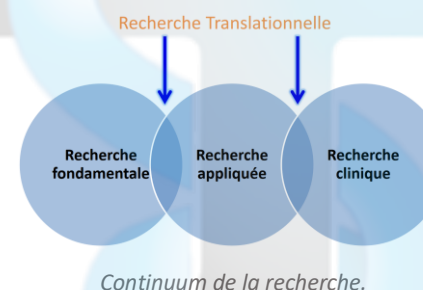 Recherche Translationnelle
Recherche fondamentale
Recherche appliquée
Recherche clinique
Continuum de la recherche.